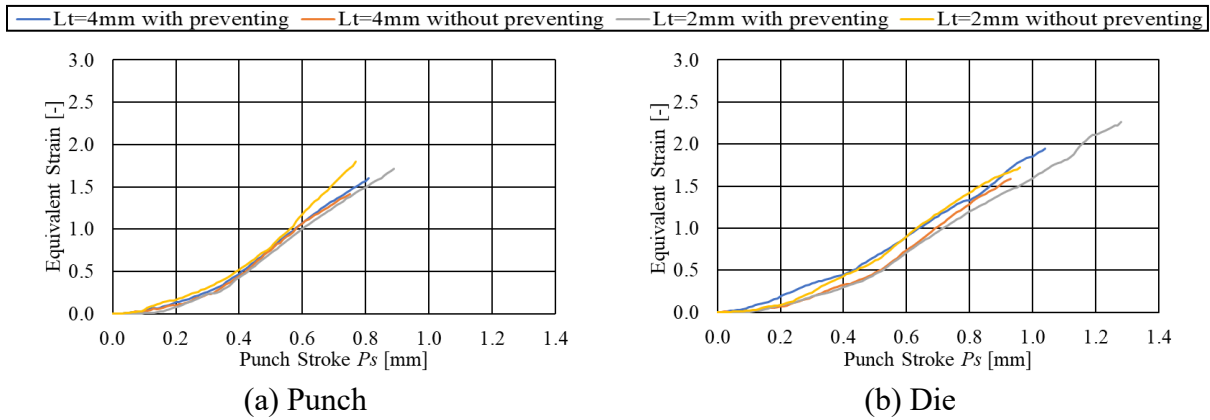 Lt=4mm with preventing Lt=4mm without preventing Lt=2mm with preventing Lt=2mm without preventing
Equivalent Strain [-]
3.0
2.5
2.0
1.5
1.0
0.5
0.0
0.0 0.2 0.4 0.6 0.8 1.0 1.2 1.4
Punch Stroke Ps [mm]
(a) Punch
Equivalent Strain [-]
3.0
2.5
2.0
1.5
1.0
0.5
0.0
0.0 0.2 0.4 0.6 0.8 1.0 1.2 1.4
Punch Stroke Ps [mm]
(b) Die